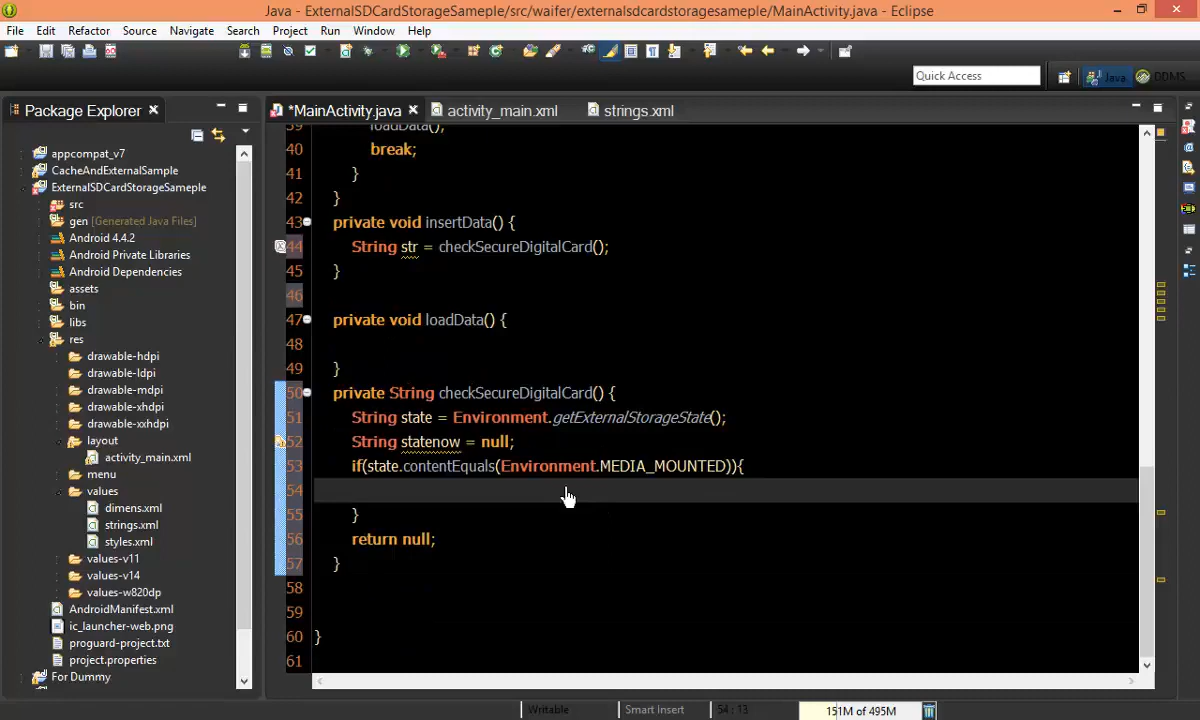 Java - ExternalSDCardStorageSameple/src/waifer/externalsdcardstoragesameple/MainActivity.java - Eclipse
File Edit Refactor Source Navigate Search Project Run Window Help
Quick Access
Java
DDMS
Package Explorer
*MainActivity.java
activity_main.xml
strings.xml
appcompat_v7
CacheAndExternalSample
ExternalSDCardStorageSameple
src
gen [Generated Java Files]
Android 4.4.2
Android Private Libraries
Android Dependencies
assets
bin
libs
res
drawable-hdpi
drawable-ldpi
drawable-mdpi
drawable-xhdpi
drawable-xxhdpi
layout
activity_main.xml
menu
values
dimens.xml
strings.xml
styles.xml
values-v11
values-v14
values-w820dp
AndroidManifest.xml
ic_launcher-web.png
proguard-project.txt
project.properties
For Dummy
39 loadData();
40 break;
41 }
42 }
43 private void insertData() {
44 String str = checkSecureDigitalCard();
45 }
46
47 private void loadData() {
48
49 }
50 private String checkSecureDigitalCard() {
51 String state = Environment.getExternalStorageState();
52 String statenow = null;
53 if(state.contentEquals(Environment.MEDIA_MOUNTED)){
54
55 }
56 return null;
57 }
58
59
60 }
61
Writable
Smart Insert
54 : 13
151M of 495M